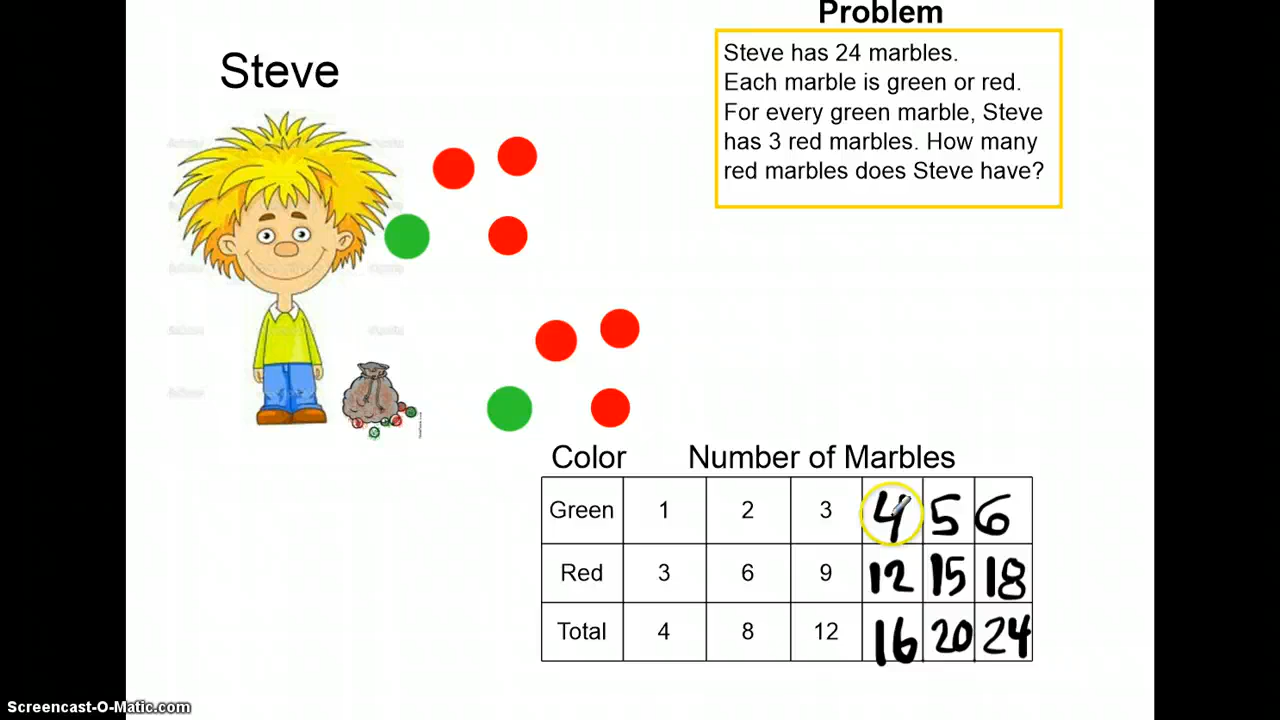 Problem
Steve has 24 marbles.
Each marble is green or red.
For every green marble, Steve
has 3 red marbles. How many
red marbles does Steve have?
Steve
Color Number of Marbles
Green 1 2 3 4 5 6
Red 3 6 9 12 15 18
Total 4 8 12 16 20 24
Screencast-O-Matic.com